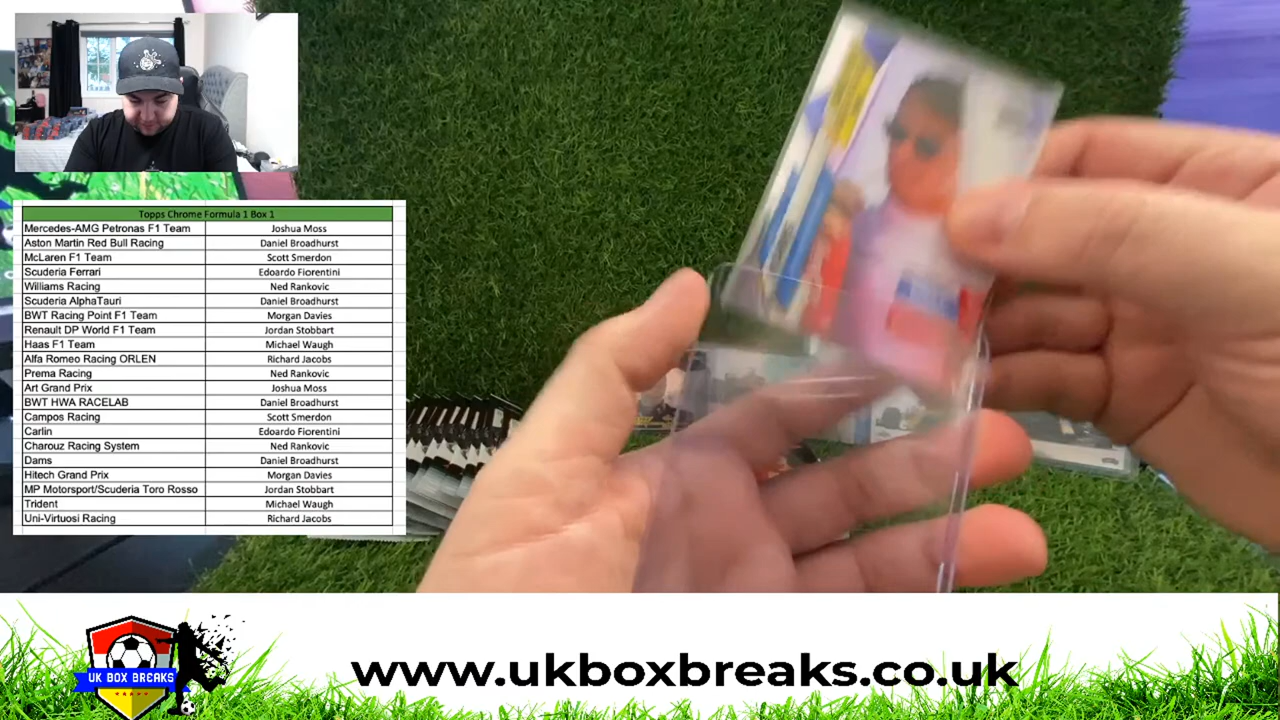 Topps Chrome Formula 1 Box 1
Mercedes-AMG Petronas F1 Team Joshua Moss
Aston Martin Red Bull Racing Daniel Broadhurst
McLaren F1 Team Scott Smerdon
Scuderia Ferrari Edoardo Fiorentini
Williams Racing Ned Rankovic
Scuderia AlphaTauri Daniel Broadhurst
BWT Racing Point F1 Team Morgan Davies
Renault DP World F1 Team Jordan Stobbart
Haas F1 Team Michael Waugh
Alfa Romeo Racing ORLEN Richard Jacobs
Prema Racing Ned Rankovic
Art Grand Prix Joshua Moss
BWT HWA RACELAB Daniel Broadhurst
Campos Racing Scott Smerdon
Carlin Edoardo Fiorentini
Charouz Racing System Ned Rankovic
Dams Daniel Broadhurst
Hitech Grand Prix Morgan Davies
MP Motorsport/Scuderia Toro Rosso Jordan Stobbart
Trident Michael Waugh
Uni-Virtuosi Racing Richard Jacobs
UK BOX BREAKS
www.ukboxbreaks.co.uk